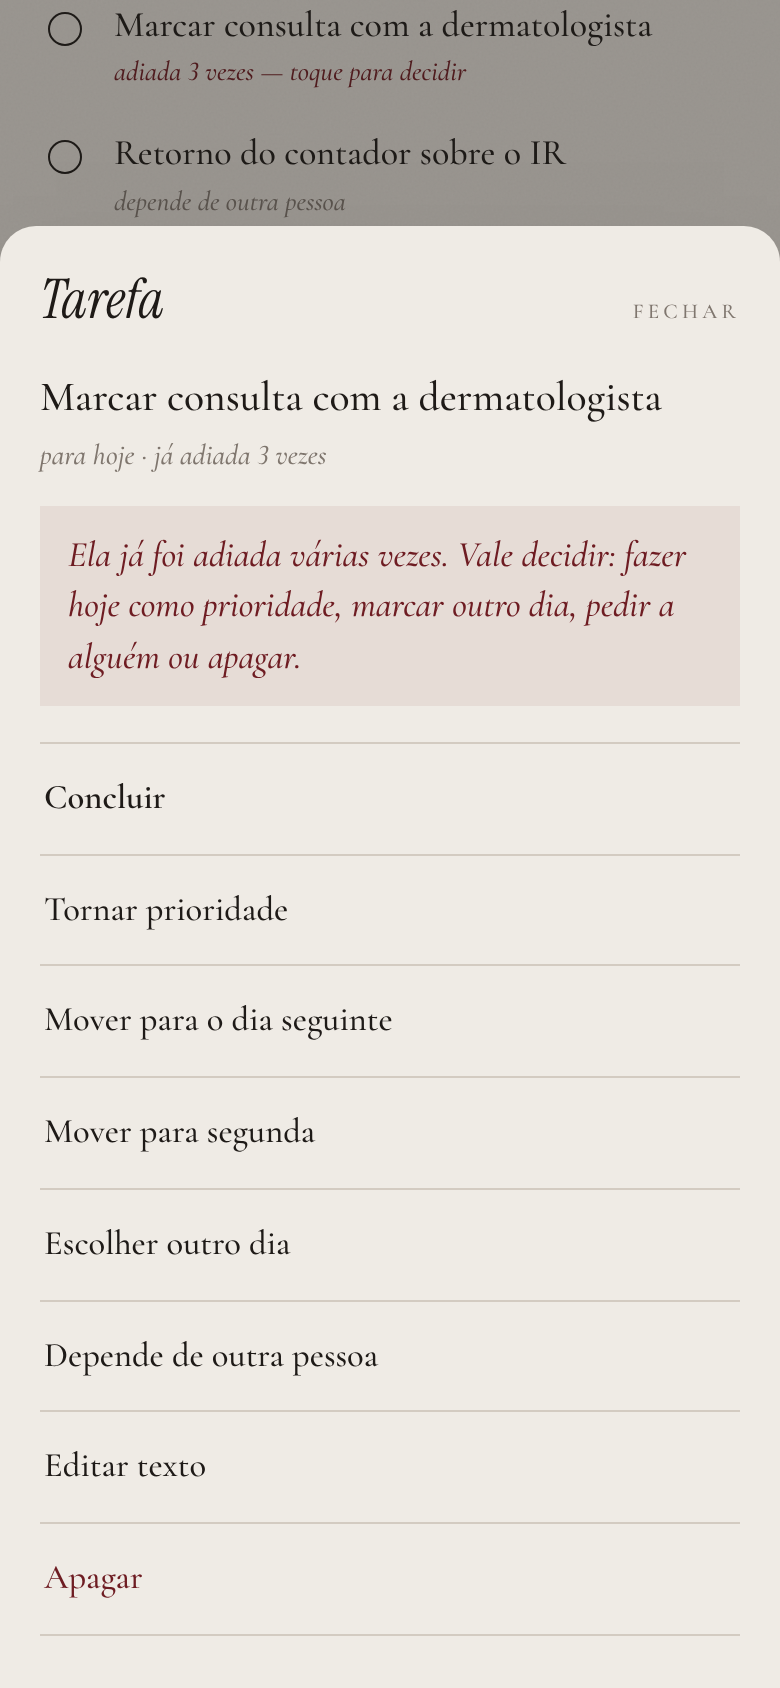 Marcar consulta com a dermatologista
adiada 3 vezes — toque para decidir
Retorno do contador sobre o IR
depende de outra pessoa
Tarefa
FECHAR
Marcar consulta com a dermatologista
para hoje · já adiada 3 vezes
Ela já foi adiada várias vezes. Vale decidir: fazer
hoje como prioridade, marcar outro dia, pedir a
alguém ou apagar.
Concluir
Tornar prioridade
Mover para o dia seguinte
Mover para segunda
Escolher outro dia
Depende de outra pessoa
Editar texto
Apagar